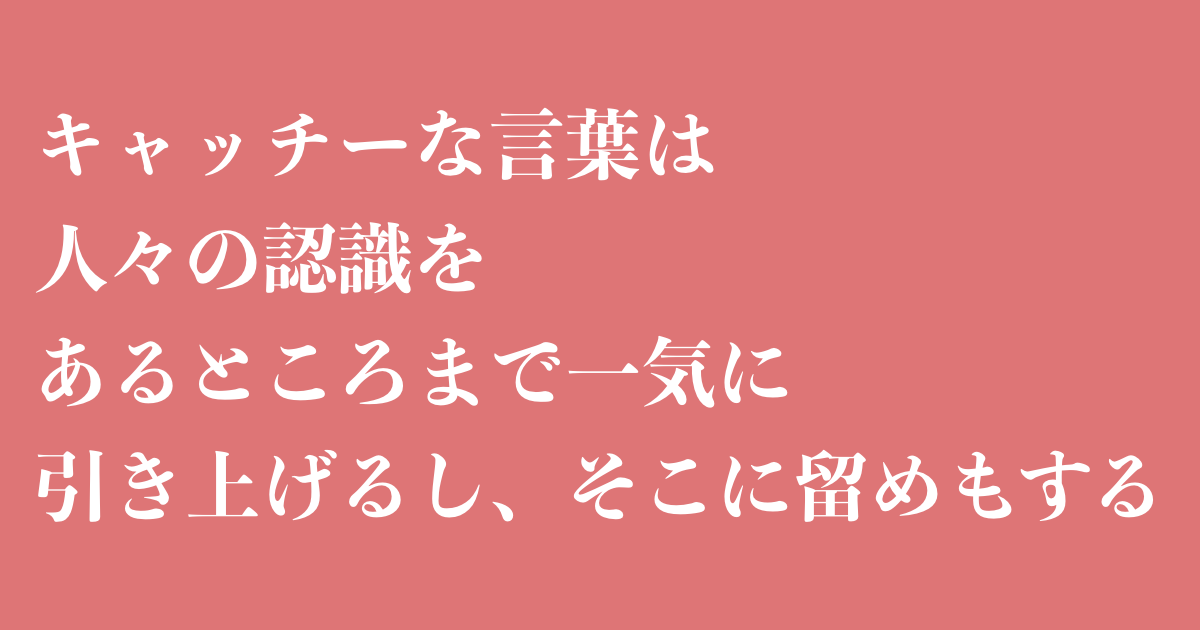 キャッチーな言葉は
人々の認識を
あるところまで一気に
引き上げるし、そこに留めもする